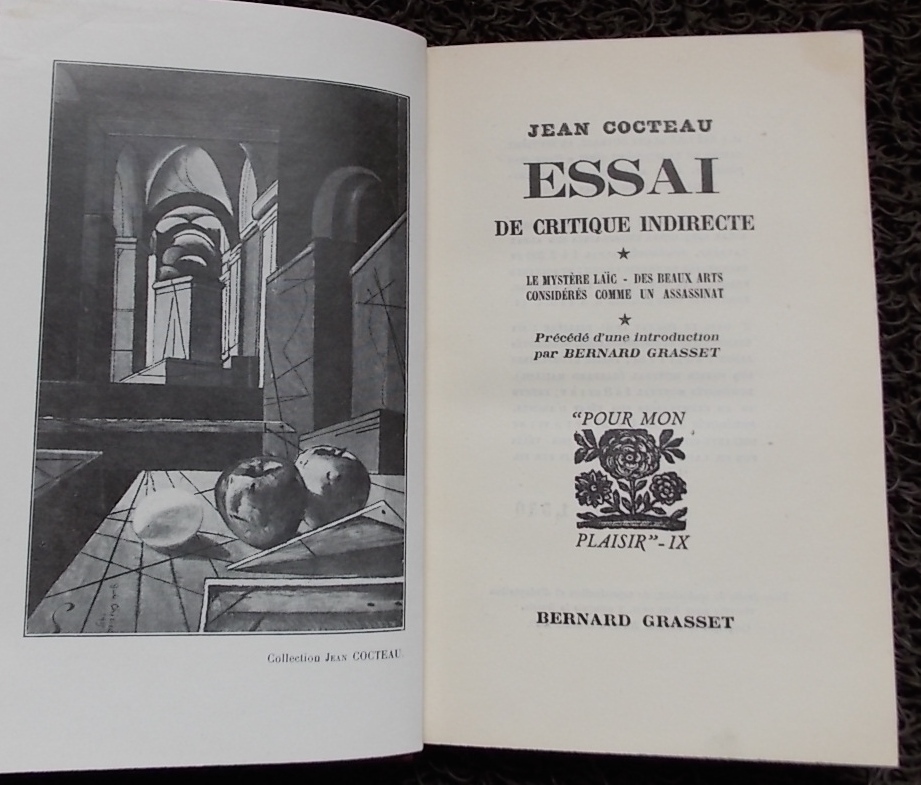 Collection JEAN COCTEAU
JEAN COCTEAU
ESSAI
DE CRITIQUE INDIRECTE
LE MYSTÈRE LAÏC - DES BEAUX ARTS
CONSIDÉRÉS COMME UN ASSASSINAT
Précédé d'une introduction
par BERNARD GRASSET
“POUR MON
PLAISIR”-IX
BERNARD GRASSET